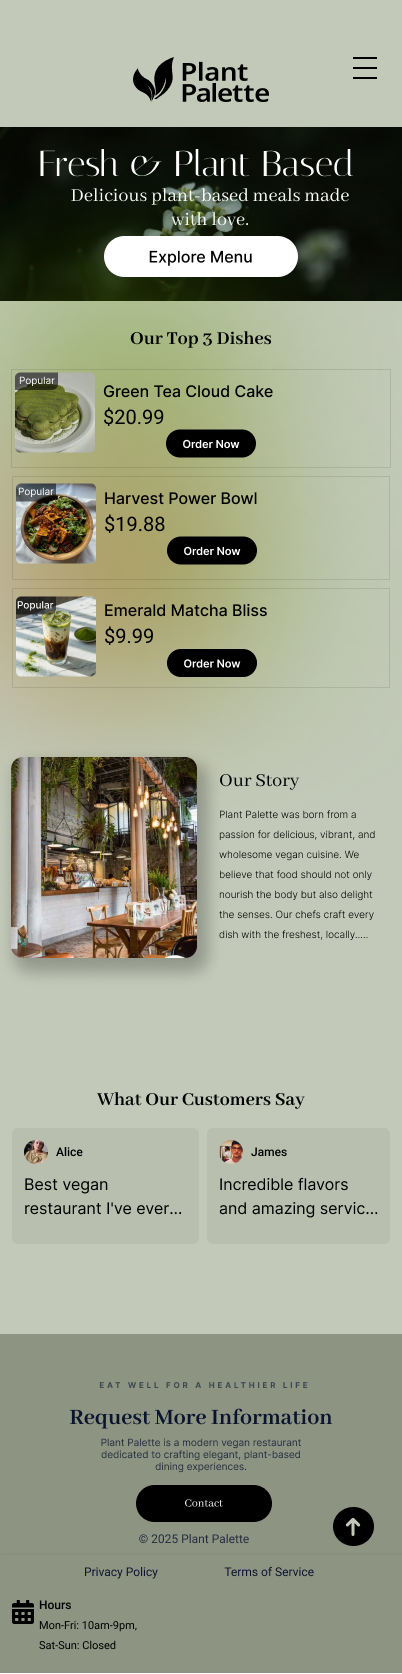 Plant
Palette
Fresh & Plant Based
Delicious plant-based meals made
with love.
Explore Menu
Our Top 3 Dishes
Popular
Green Tea Cloud Cake
$20.99
Order Now
Popular
Harvest Power Bowl
$19.88
Order Now
Popular
Emerald Matcha Bliss
$9.99
Order Now
Our Story
Plant Palette was born from a
passion for delicious, vibrant, and
wholesome vegan cuisine. We
believe that food should not only
nourish the body but also delight
the senses. Our chefs craft every
dish with the freshest, locally.....
What Our Customers Say
Alice
Best vegan
restaurant I've ever...
James
Incredible flavors
and amazing servic...
EAT WELL FOR A HEALTHIER LIFE
Request More Information
Plant Palette is a modern vegan restaurant
dedicated to crafting elegant, plant-based
dining experiences.
Contact
© 2025 Plant Palette
Privacy Policy
Terms of Service
Hours
Mon-Fri: 10am-9pm,
Sat-Sun: Closed